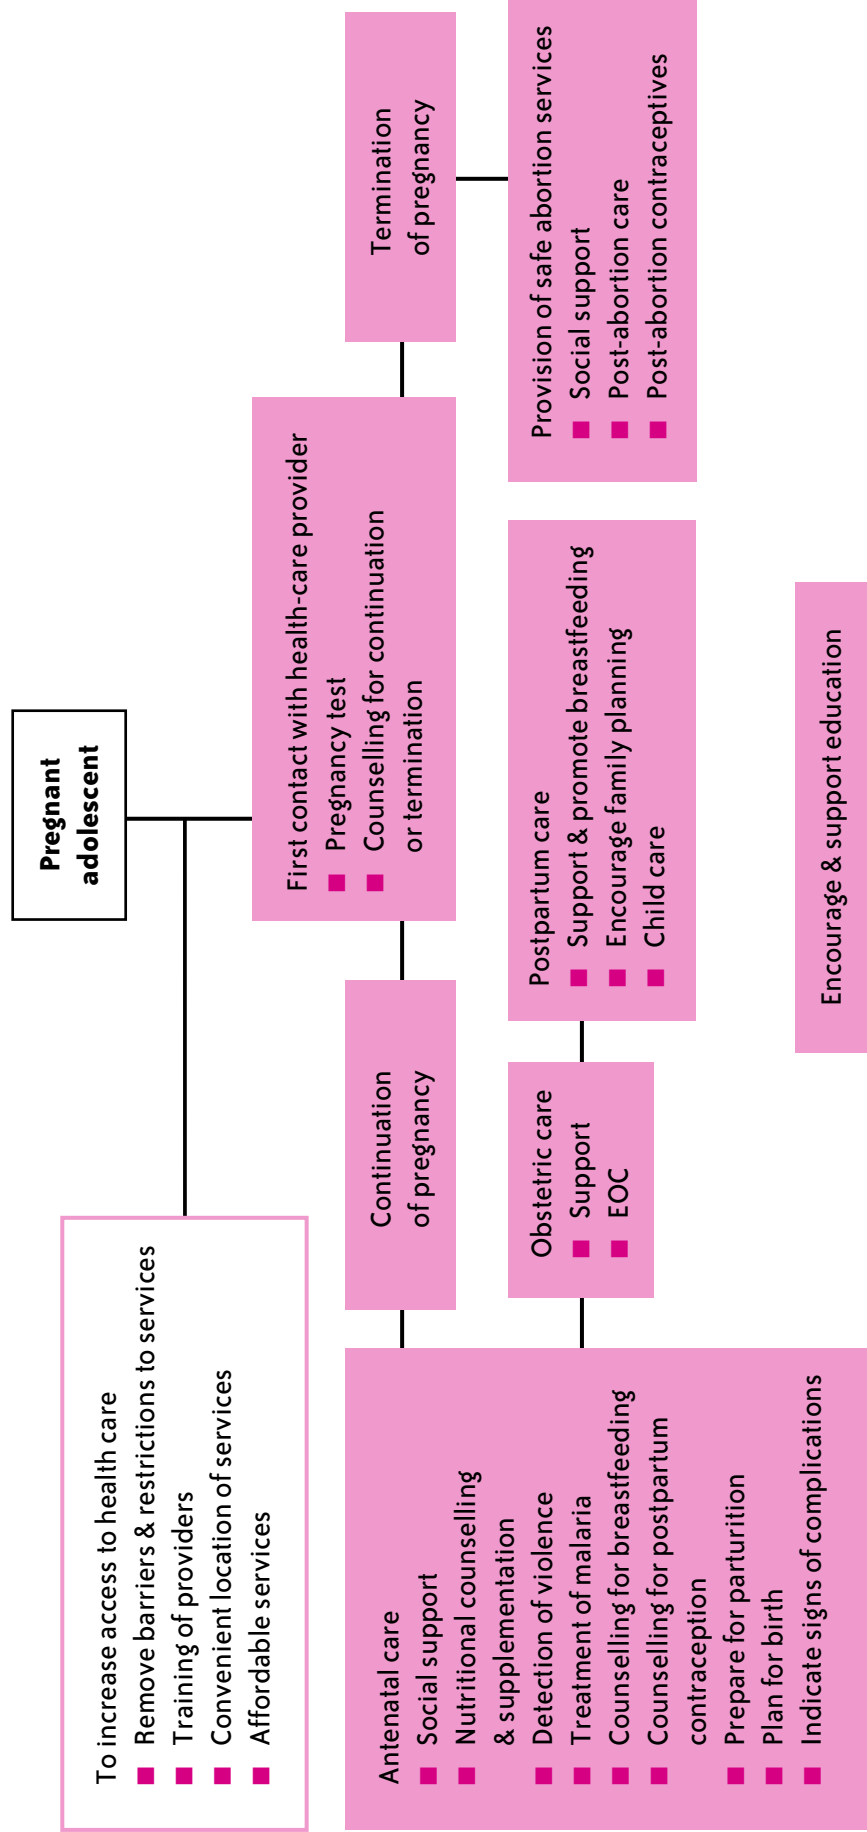 Pregnant
adolescent
To increase access to health care
■ Remove barriers & restrictions to services
■ Training of providers
■ Convenient location of services
■ Affordable services
First contact with health-care provider
■ Pregnancy test
■ Counselling for continuation
or termination
Continuation
of pregnancy
Termination
of pregnancy
Antenatal care
■ Social support
■ Nutritional counselling
& supplementation
■ Detection of violence
■ Treatment of malaria
■ Counselling for breastfeeding
■ Counselling for postpartum
contraception
■ Prepare for parturition
■ Plan for birth
■ Indicate signs of complications
Obstetric care
■ Support
■ EOC
Postpartum care
■ Support & promote breastfeeding
■ Encourage family planning
■ Child care
Provision of safe abortion services
■ Social support
■ Post-abortion care
■ Post-abortion contraceptives
Encourage & support education